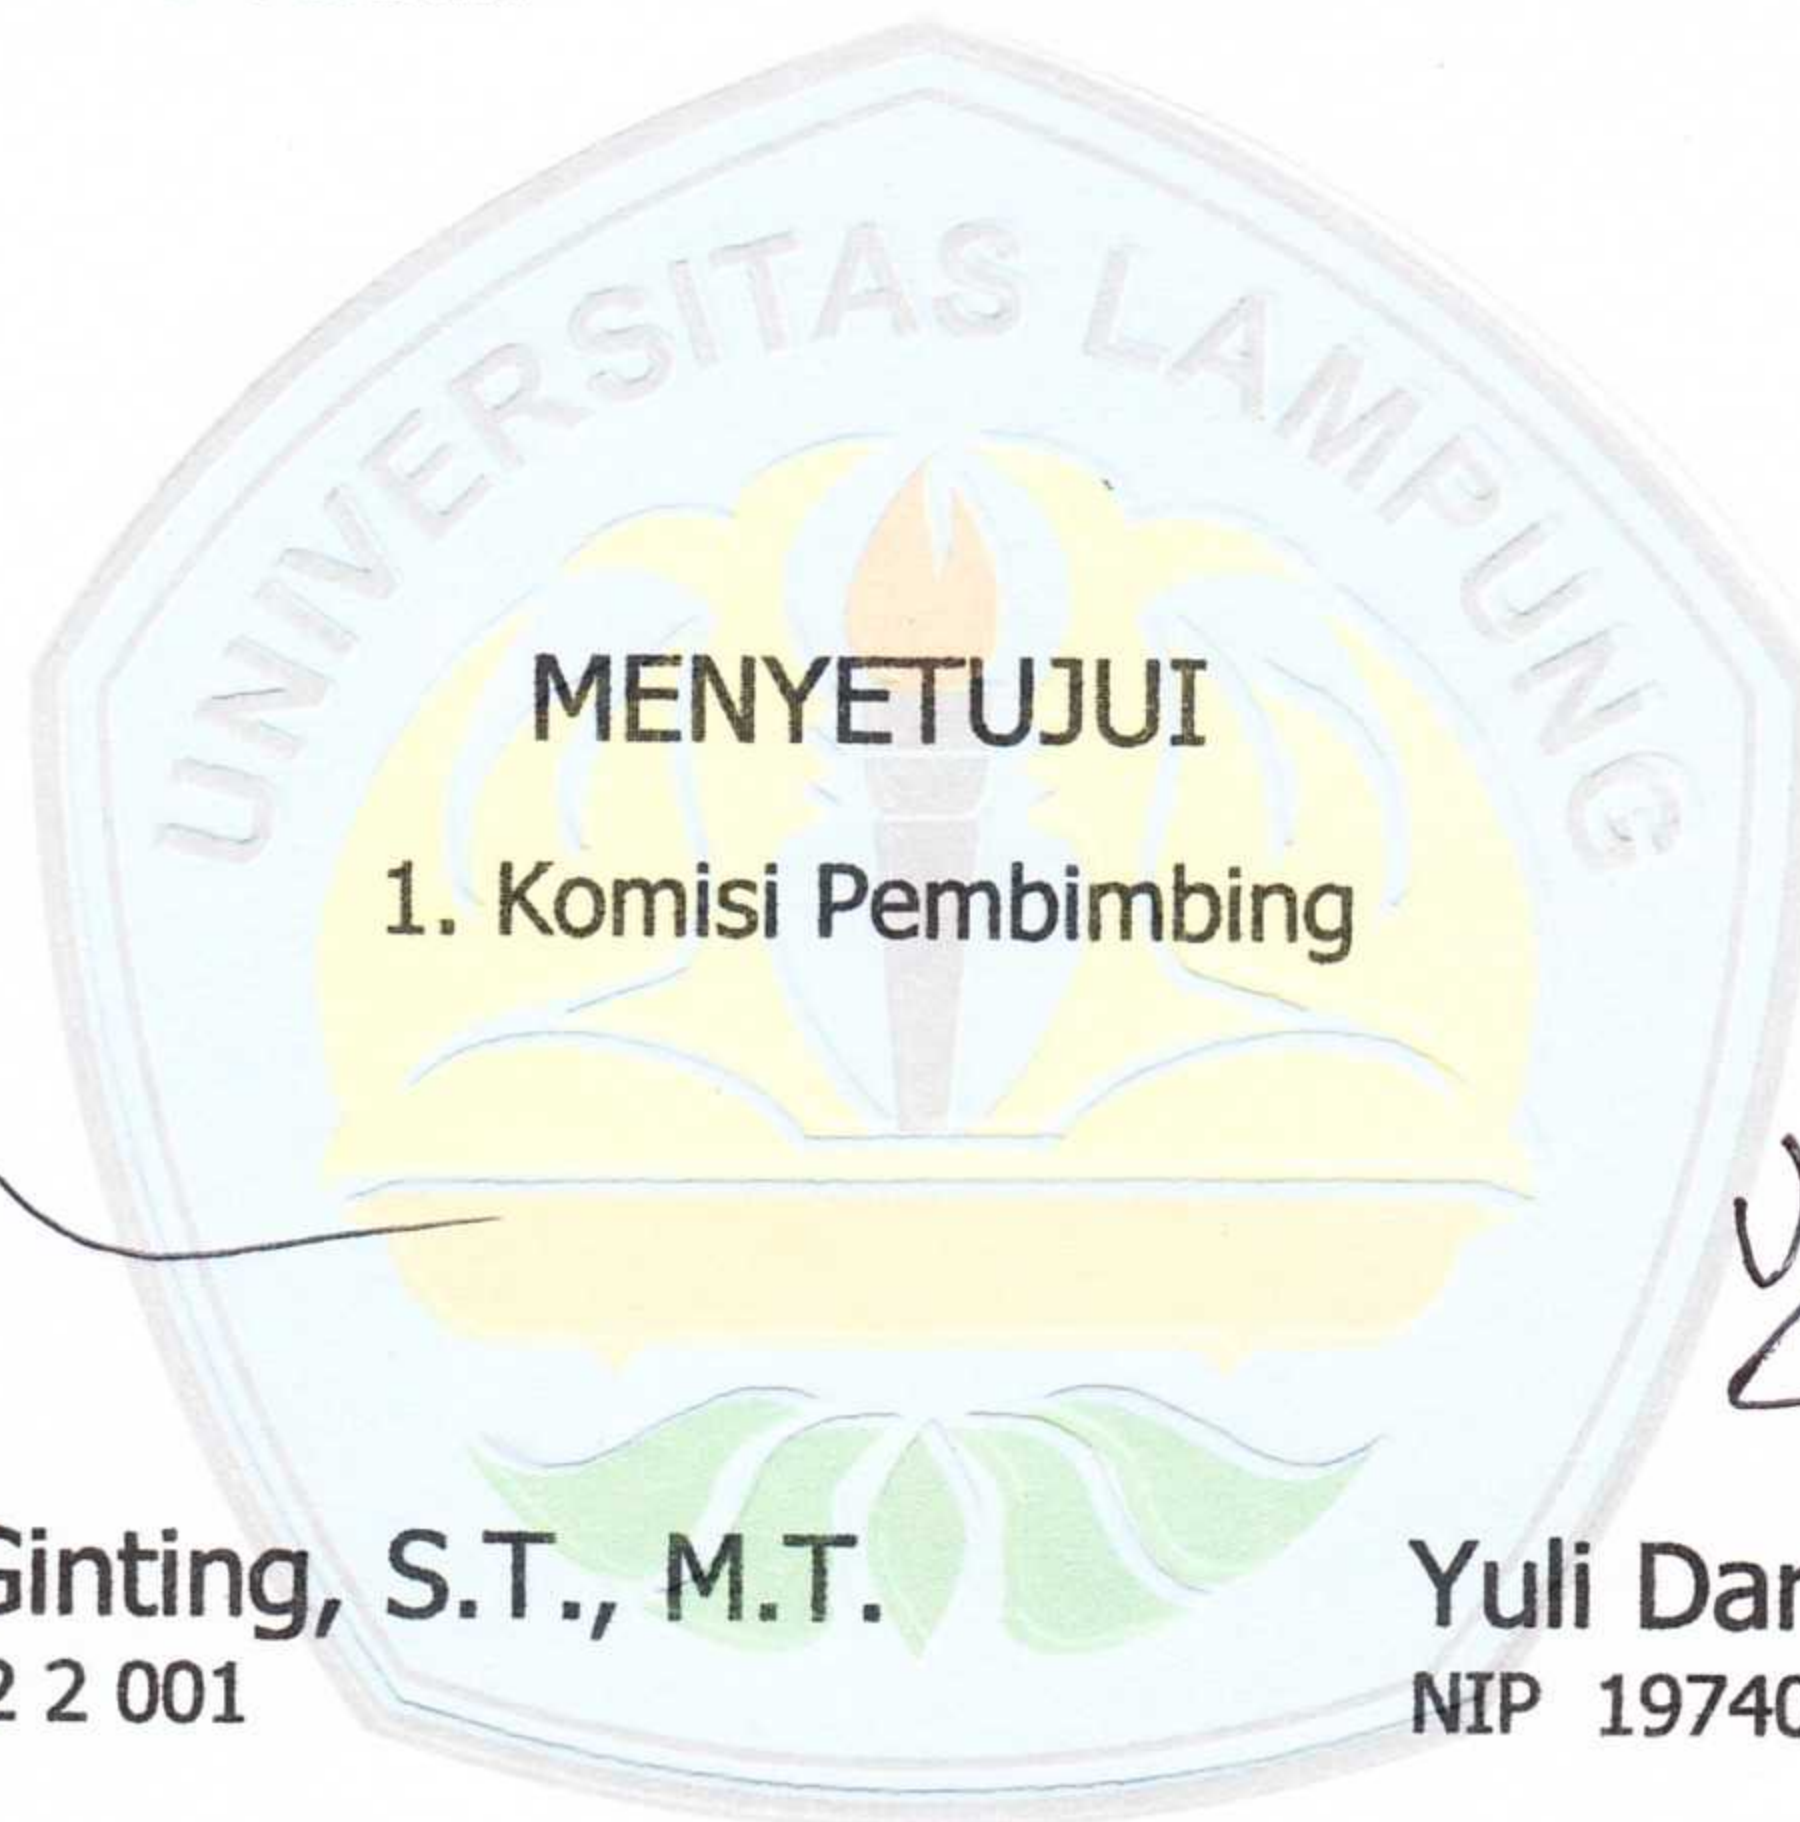 UNIVERSITAS LAMPUNG
MENYETUJUI
1. Komisi Pembimbing
Ginting, S.T., M.T.
2 2 001
Yuli Dar
NIP 19740